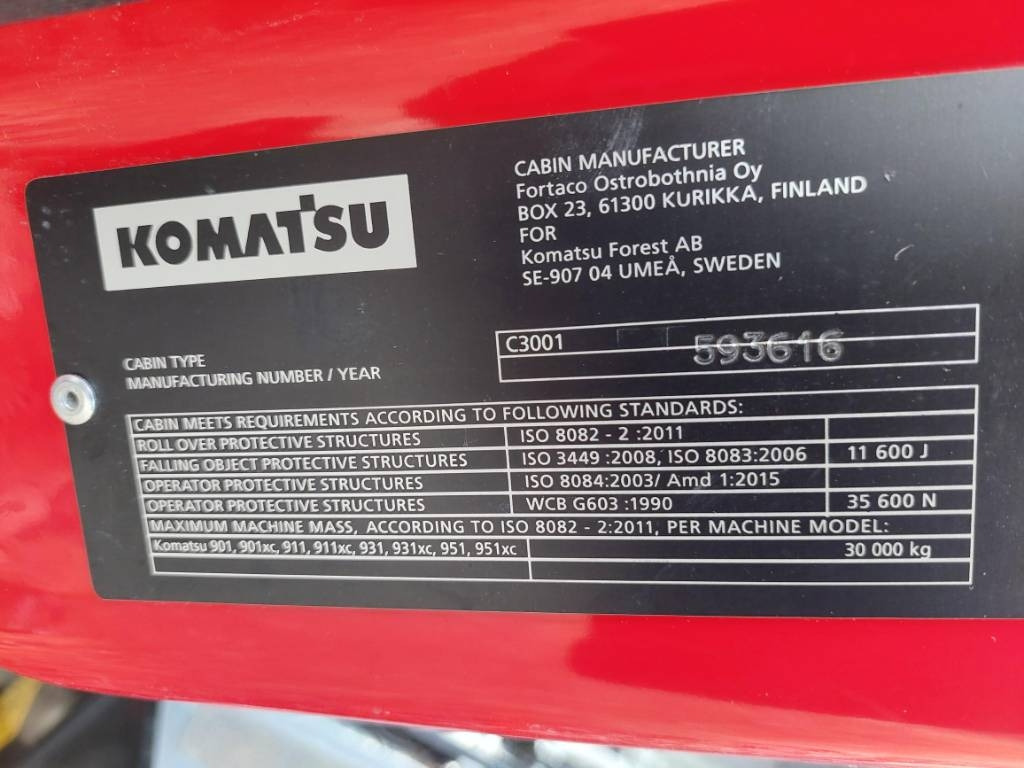 KOMATSU
CABIN MANUFACTURER
Fortaco Ostrobothnia Oy
BOX 23, 61300 KURIKKA, FINLAND
FOR
Komatsu Forest AB
SE-907 04 UMEÅ, SWEDEN
CABIN TYPE C3001
MANUFACTURING NUMBER / YEAR 593616
CABIN MEETS REQUIREMENTS ACCORDING TO FOLLOWING STANDARDS:
ROLL OVER PROTECTIVE STRUCTURES ISO 8082 - 2 :2011
FALLING OBJECT PROTECTIVE STRUCTURES ISO 3449 :2008, ISO 8083:2006 11 600 J
OPERATOR PROTECTIVE STRUCTURES ISO 8084:2003/ Amd 1:2015
OPERATOR PROTECTIVE STRUCTURES WCB G603 :1990 35 600 N
MAXIMUM MACHINE MASS, ACCORDING TO ISO 8082 - 2:2011, PER MACHINE MODEL:
Komatsu 901, 901xc, 911, 911xc, 931, 931xc, 951, 951xc 30 000 kg